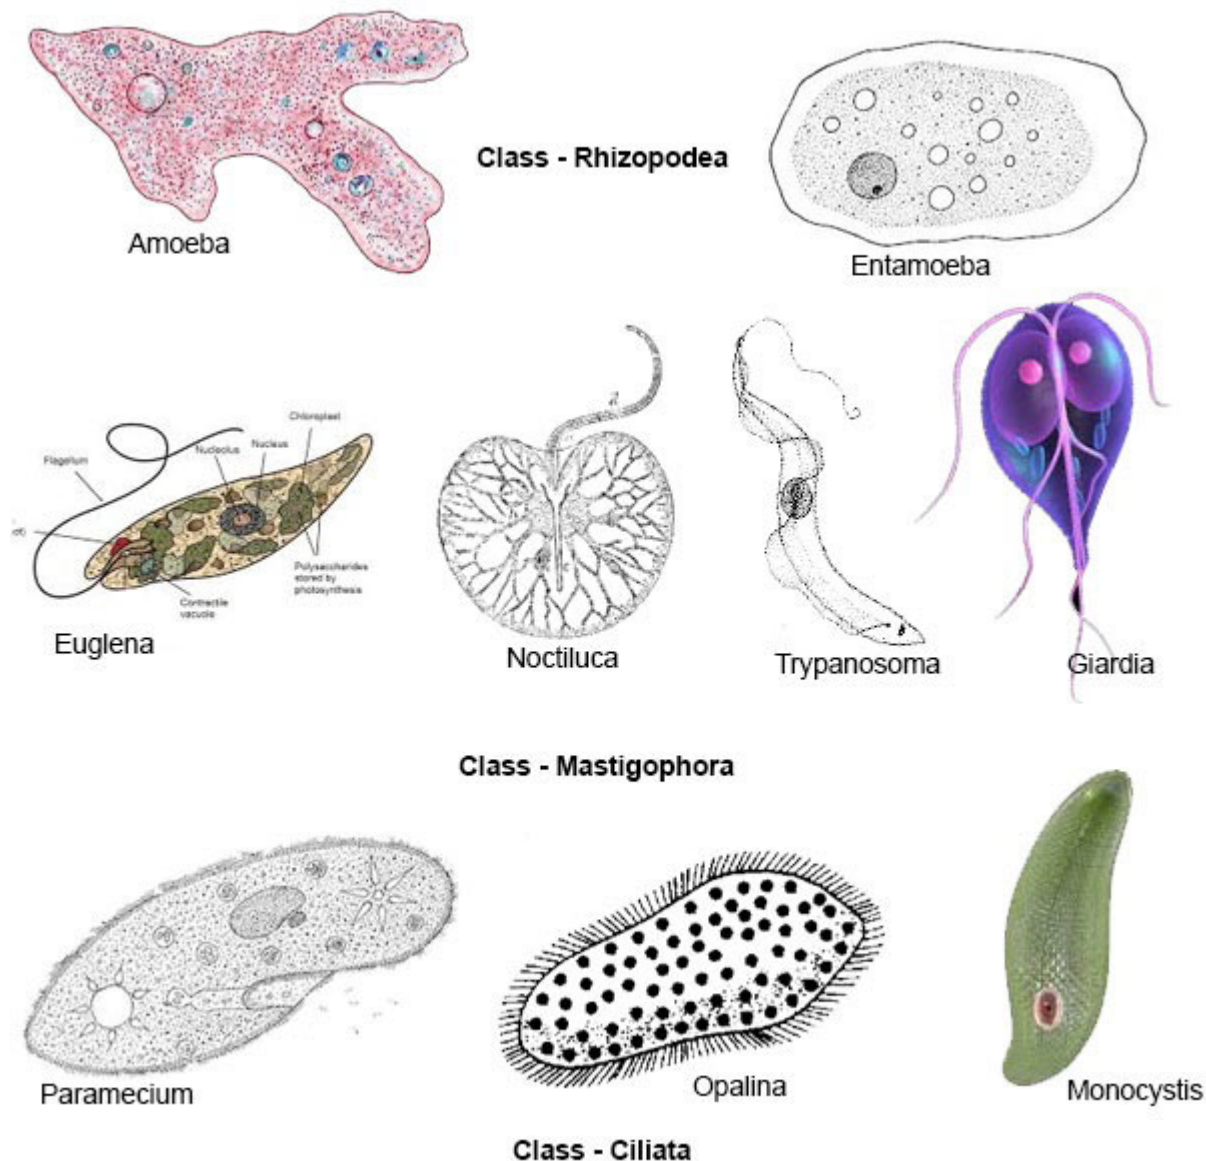 Class - Rhizopodea
Amoeba
Entamoeba
Chloroplast
Nucleus
Nucleolus
Flagellum
Polysaccharides
stored by
photosynthesis
Contractile
vacuole
Euglena
Noctiluca
Trypanosoma
Giardia
Class - Mastigophora
Paramecium
Opalina
Monocystis
Class - Ciliata